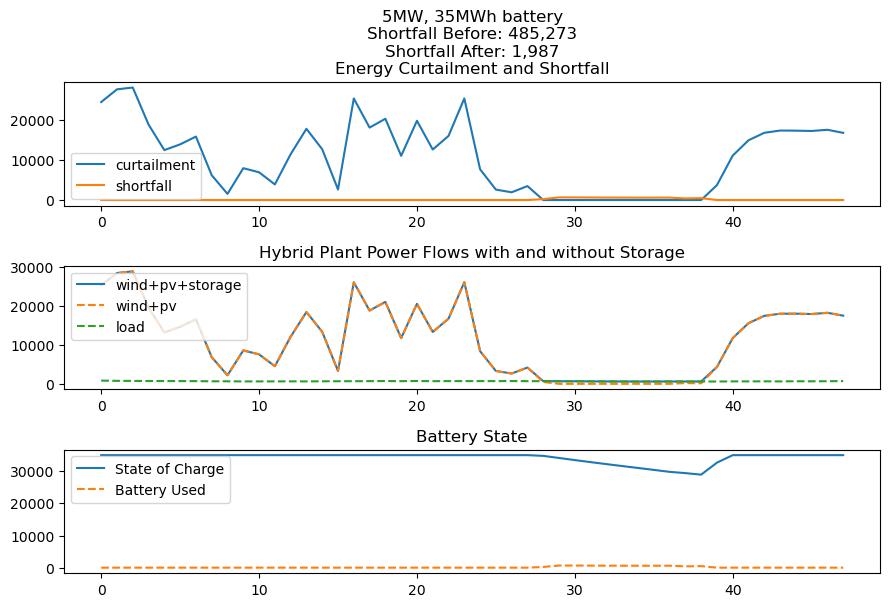 5MW, 35MWh battery
Shortfall Before: 485,273
Shortfall After: 1,987
Energy Curtailment and Shortfall
20000
10000
0
curtailment
shortfall
0 10 20 30 40
Hybrid Plant Power Flows with and without Storage
30000
20000
10000
0
wind+pv+storage
wind+pv
load
0 10 20 30 40
Battery State
30000
20000
10000
0
State of Charge
Battery Used
0 10 20 30 40